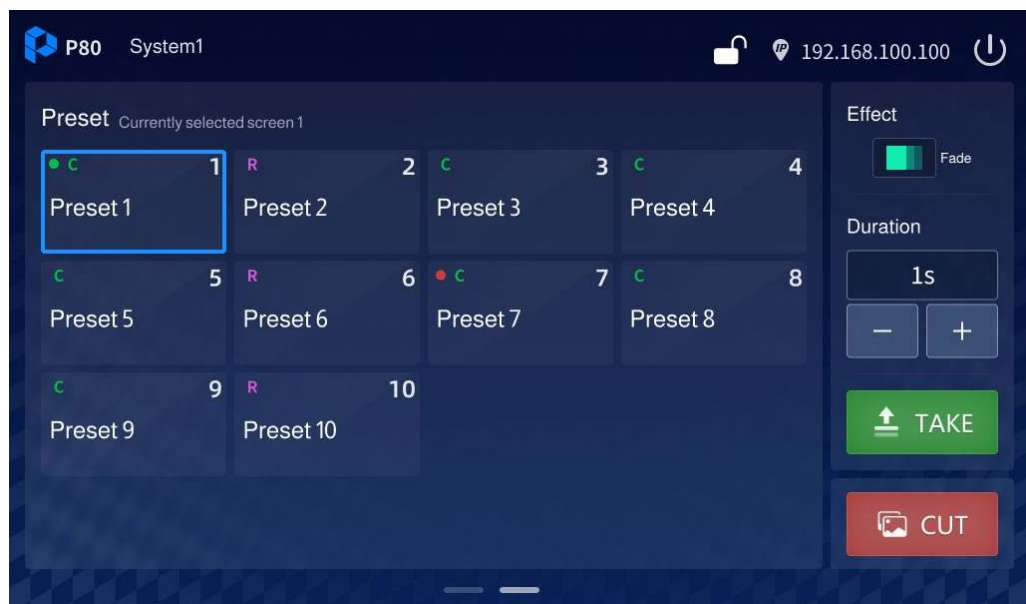 P80 System1 IP 192.168.100.100
Preset Currently selected screen 1
C 1 R 2 C 3 C 4
Preset 1 Preset 2 Preset 3 Preset 4
C 5 R 6 C 7 C 8
Preset 5 Preset 6 Preset 7 Preset 8
C 9 R 10
Preset 9 Preset 10
Effect
Fade
Duration
1s
− +
TAKE
CUT